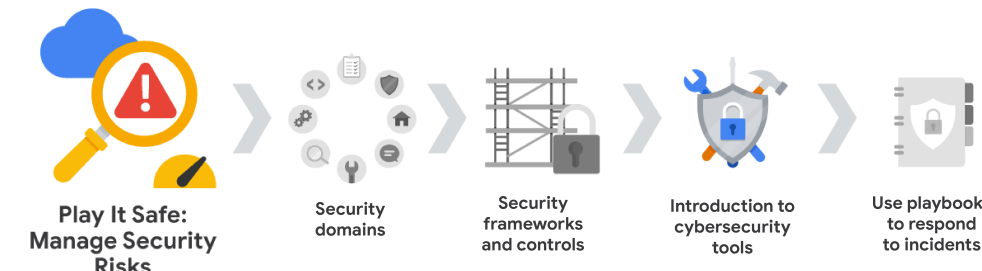 Play It Safe:
Manage Security
Risks
Security
domains
Security
frameworks
and controls
Introduction to
cybersecurity
tools
Use playbook
to respond
to incidents